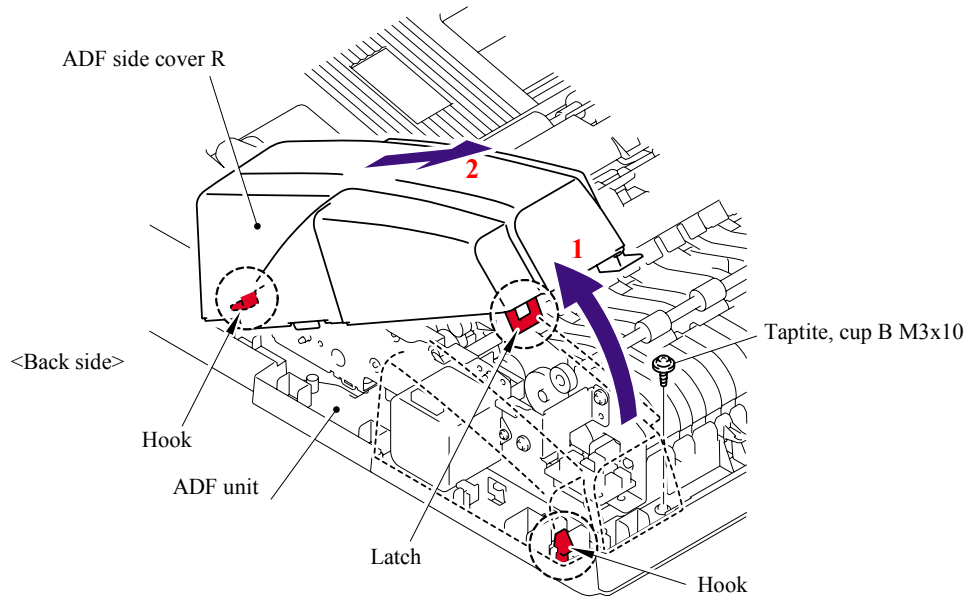 ADF side cover R
2
1
Taptite, cup B M3x10
<Back side>
Hook
ADF unit
Latch
Hook